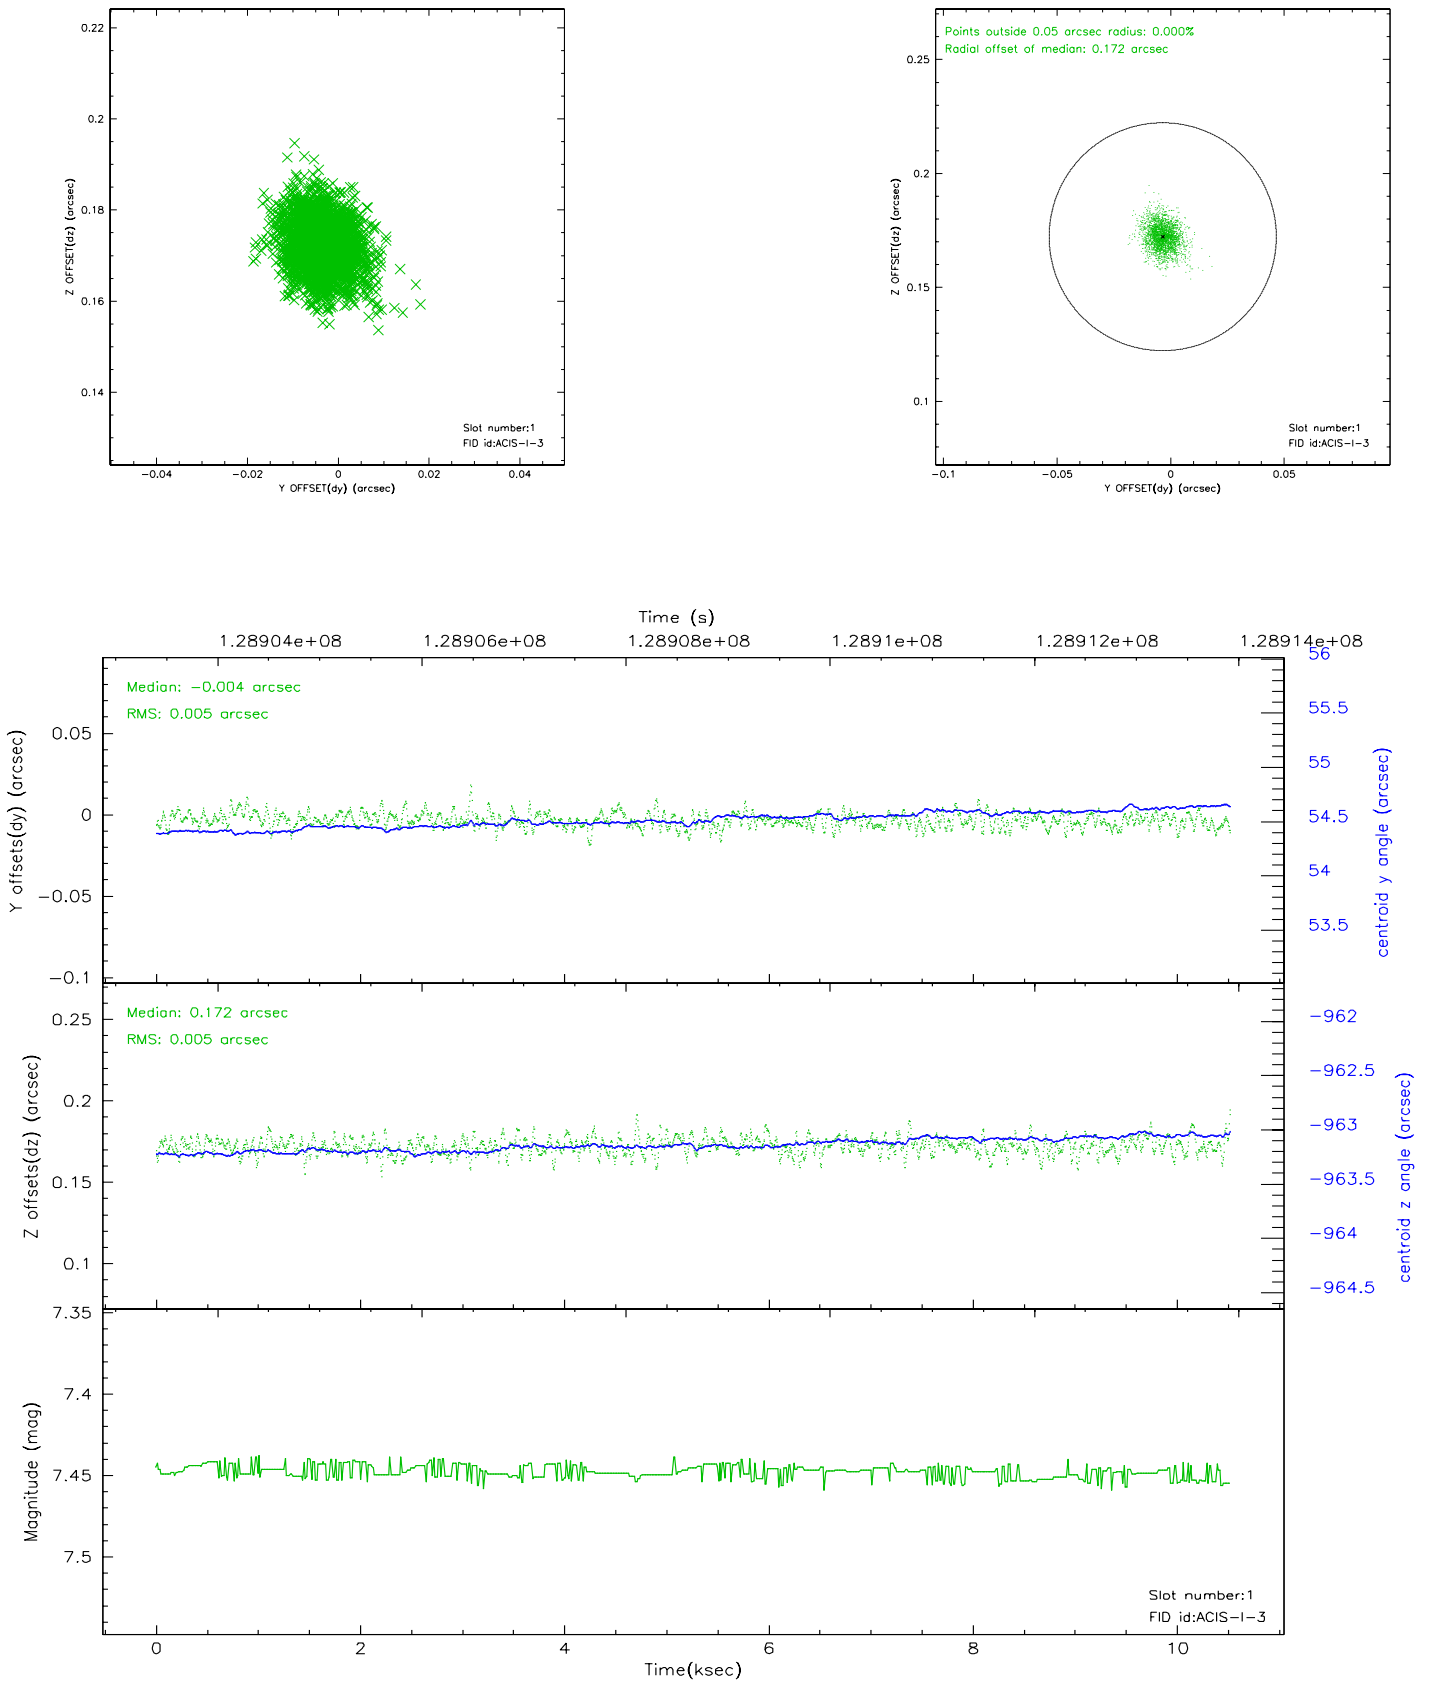 0.22
0.2
0.18
0.16
0.14
Z OFFSET(dz) (arcsec)
Slot number:1
FID id:ACIS-I-3
-0.04 -0.02 0 0.02 0.04
Y OFFSET(dy) (arcsec)
Points outside 0.05 arcsec radius: 0.000%
Radial offset of median: 0.172 arcsec
0.25
0.2
0.15
0.1
Z OFFSET(dz) (arcsec)
Slot number:1
FID id:ACIS-I-3
-0.1 -0.05 0 0.05
Y OFFSET(dy) (arcsec)
Time (s)
1.28904e+08 1.28906e+08 1.28908e+08 1.2891e+08 1.28912e+08 1.28914e+08
Median: -0.004 arcsec
RMS: 0.005 arcsec
0.05
0
-0.05
-0.1
Y offsets(dy) (arcsec)
56
55.5
55
54.5
54
53.5
centroid y angle (arcsec)
Median: 0.172 arcsec
RMS: 0.005 arcsec
0.25
0.2
0.15
0.1
Z offsets(dz) (arcsec)
-962
-962.5
-963
-963.5
-964
-964.5
centroid z angle (arcsec)
7.35
7.4
7.45
7.5
Magnitude (mag)
Slot number:1
FID id:ACIS-I-3
0 2 4 6 8 10
Time(ksec)